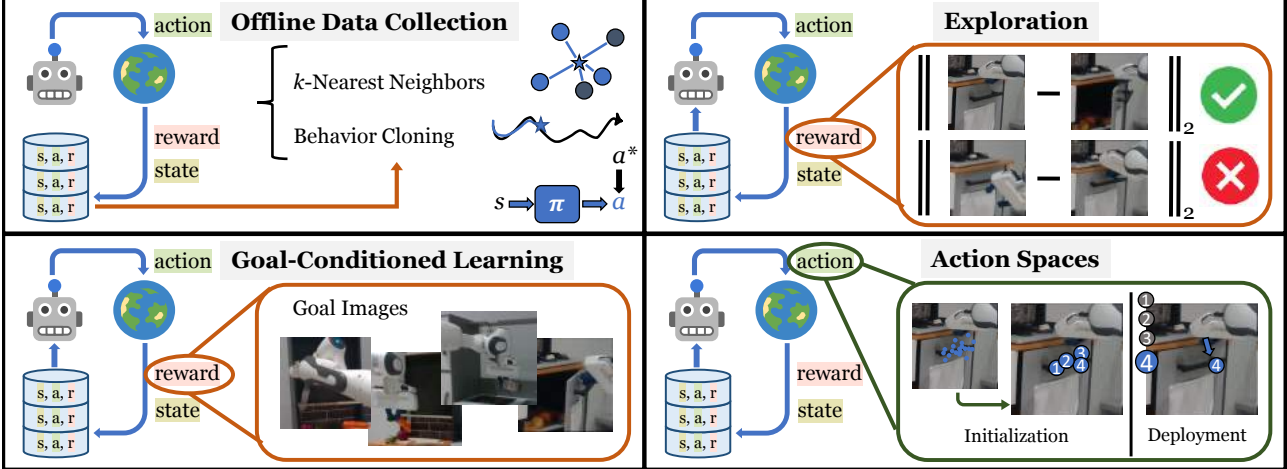 Offline Data Collection
action
k-Nearest Neighbors
Behavior Cloning
reward
state
s, a, r
s, a, r
s, a, r
a*
s
π
a
Exploration
action
reward
state
s, a, r
s, a, r
s, a, r
2
2
Goal-Conditioned Learning
action
Goal Images
reward
state
s, a, r
s, a, r
s, a, r
Action Spaces
action
reward
state
s, a, r
s, a, r
s, a, r
1 2 3 4
1
2
3
4
4
Initialization
Deployment